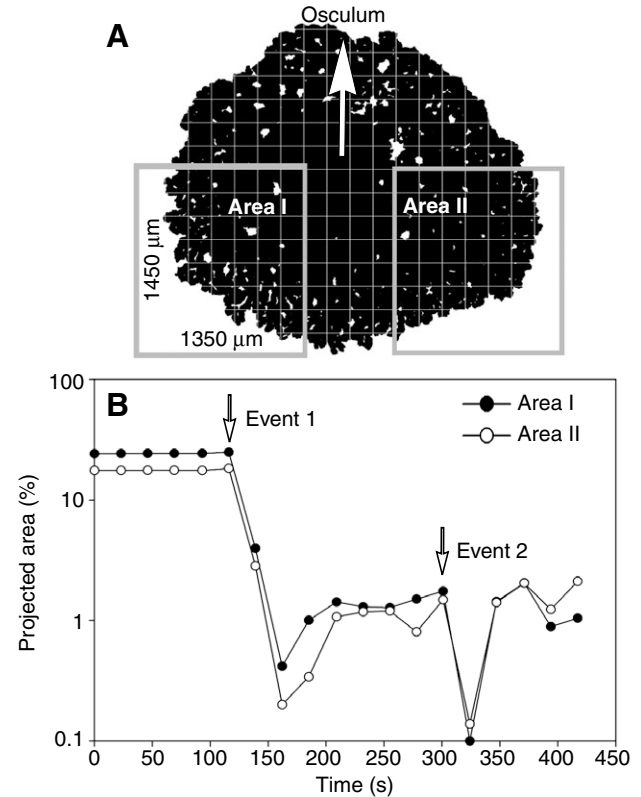 Osculum
A
Area I
Area II
1450 µm
1350 µm
B
100
10
1
0.1
Projected area (%)
Event 1
Event 2
Area I
Area II
0 50 100 150 200 250 300 350 400 450
Time (s)